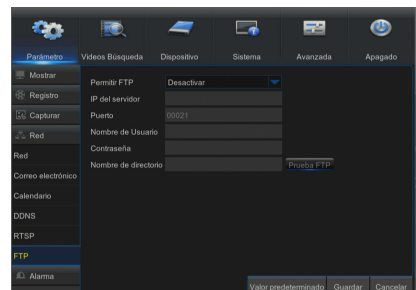 Parámetro
Videos Búsqueda
Dispositivo
Sistema
Avanzada
Apagado
Mostrar
Registro
Capturar
Red
Red
Correo electrónico
Calendario
DDNS
RTSP
FTP
Alarma
Permitir FTP Desactivar
IP del servidor
Puerto 00021
Nombre de Usuario
Contraseña
Nombre de directorio Prueba FTP
Valor predeterminado Guardar Cancelar